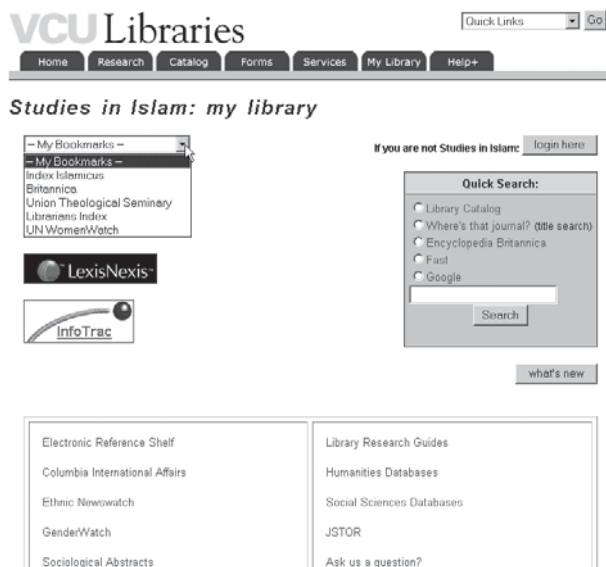 VCU Libraries
Quick Links
Go
Home Research Catalog Forms Services My Library Help+
Studies in Islam: my library
– My Bookmarks –
– My Bookmarks –
Index Islamicus
Britannica
Union Theological Seminary
Librarians Index
UN WomenWatch
LexisNexis™
InfoTrac
If you are not Studies in Islam: login here
Quick Search:
Library Catalog
Where's that journal? (title search)
Encyclopedia Britannica
Fast
Google
Search
what's new
Electronic Reference Shelf
Columbia International Affairs
Ethnic Newswatch
GenderWatch
Sociological Abstracts
Library Research Guides
Humanities Databases
Social Sciences Databases
JSTOR
Ask us a question?